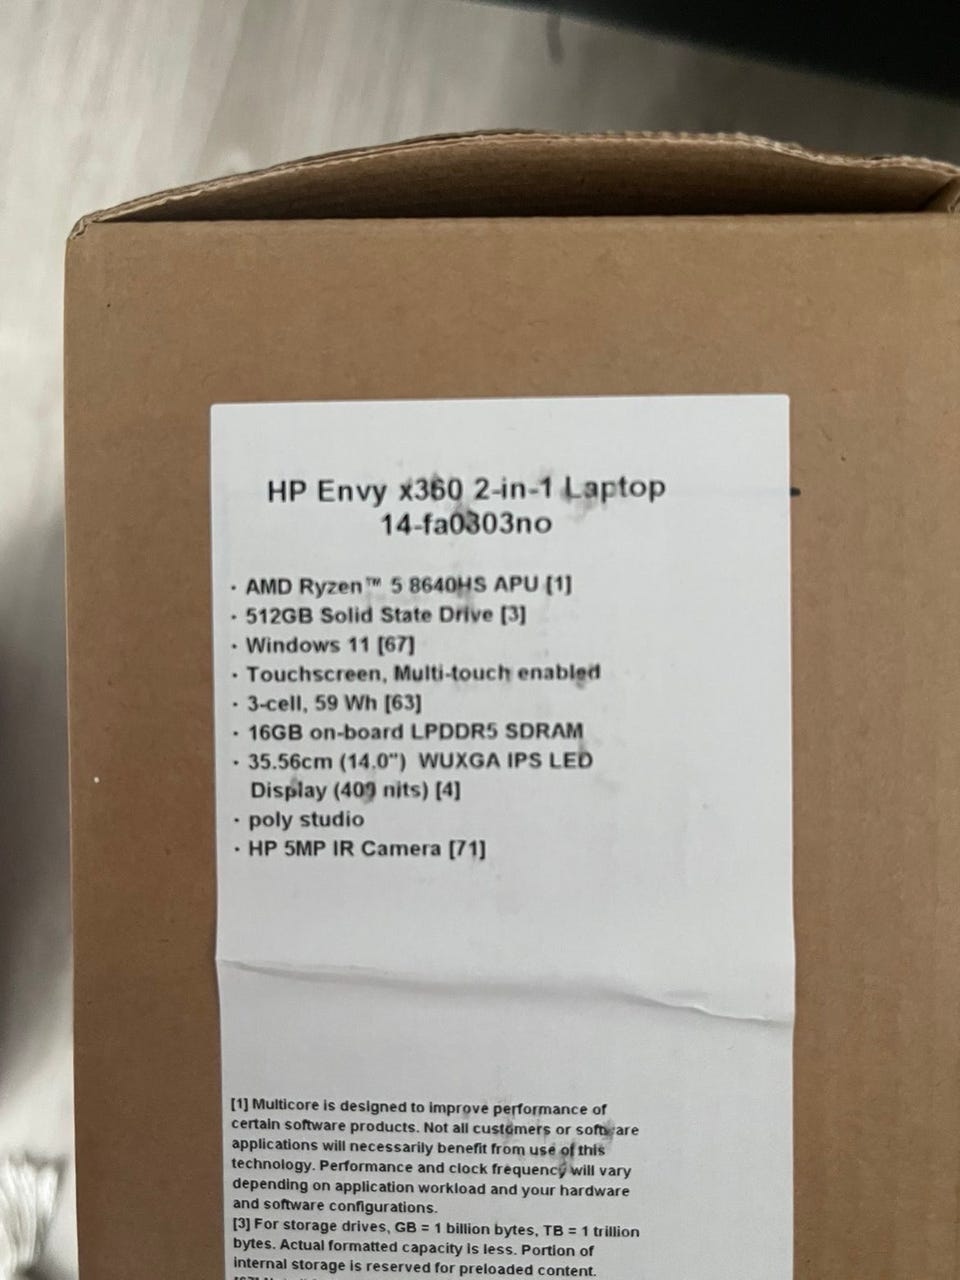 HP Envy x360 2-in-1 Laptop
14-fa0303no
· AMD Ryzen™ 5 8640HS APU [1]
· 512GB Solid State Drive [3]
· Windows 11 [67]
· Touchscreen, Multi-touch enabled
· 3-cell, 59 Wh [63]
· 16GB on-board LPDDR5 SDRAM
· 35.56cm (14.0") WUXGA IPS LED
Display (400 nits) [4]
· poly studio
· HP 5MP IR Camera [71]
[1] Multicore is designed to improve performance of
certain software products. Not all customers or software
applications will necessarily benefit from use of this
technology. Performance and clock frequency will vary
depending on application workload and your hardware
and software configurations.
[3] For storage drives, GB = 1 billion bytes, TB = 1 trillion
bytes. Actual formatted capacity is less. Portion of
internal storage is reserved for preloaded content.